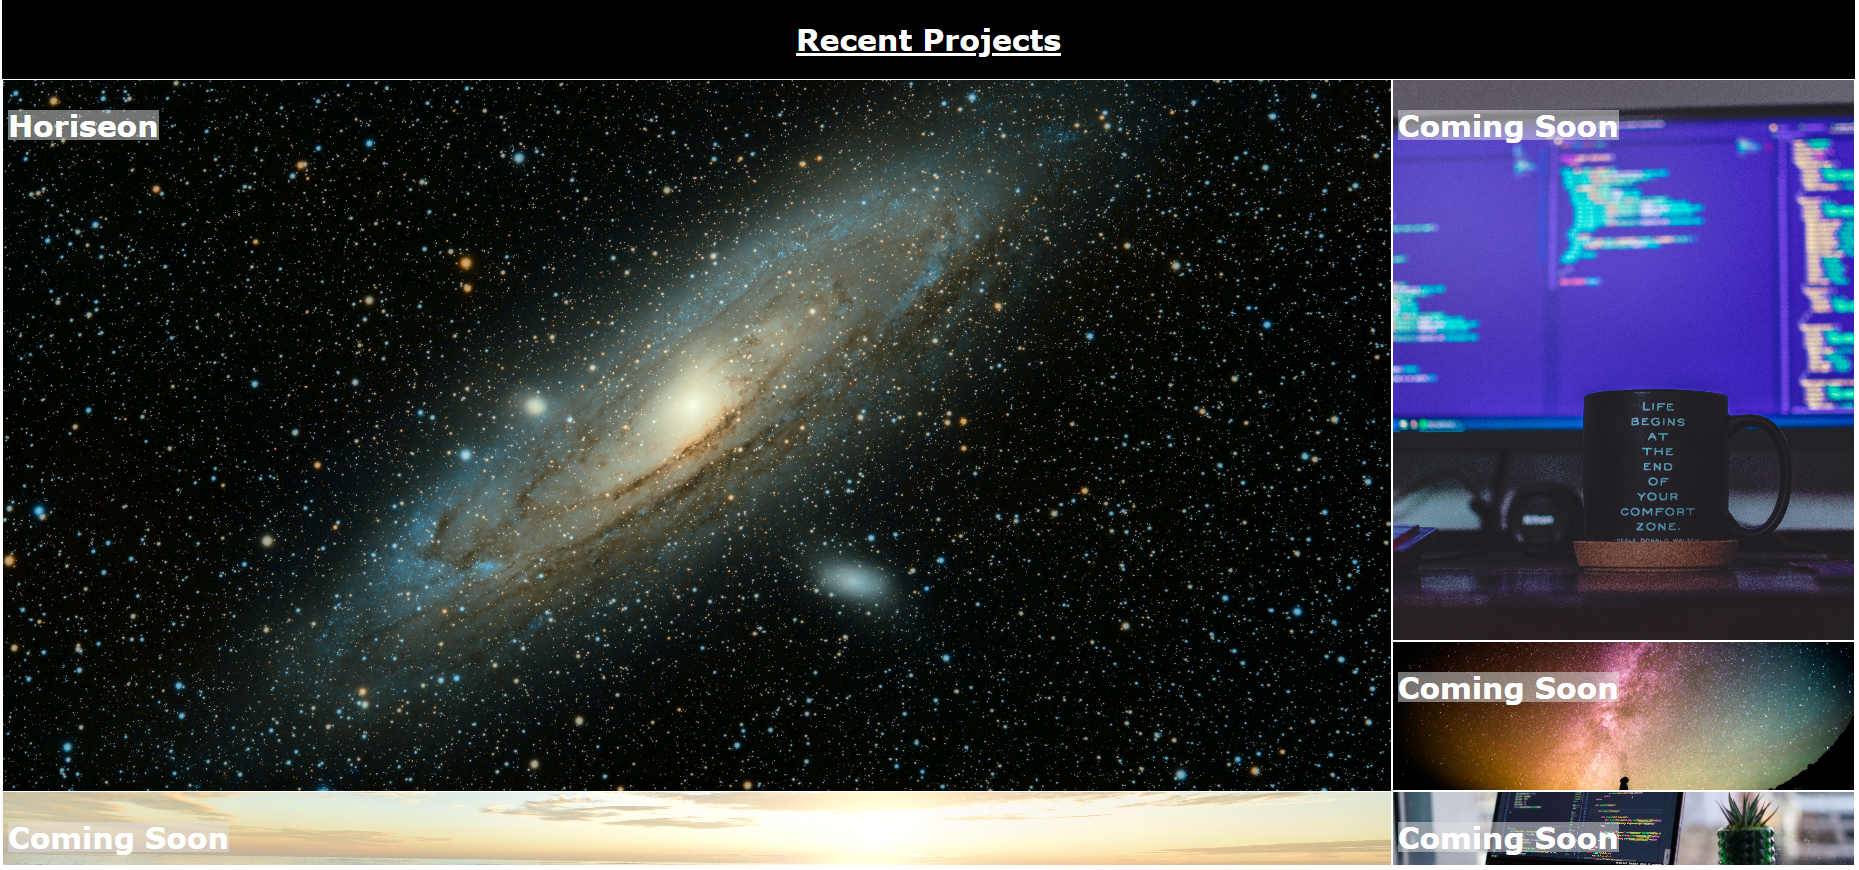 Recent Projects
Horiseon
Coming Soon
LIFE
BEGINS
AT
THE
END
OF
YOUR
COMFORT
ZONE.
Coming Soon
Coming Soon
Coming Soon